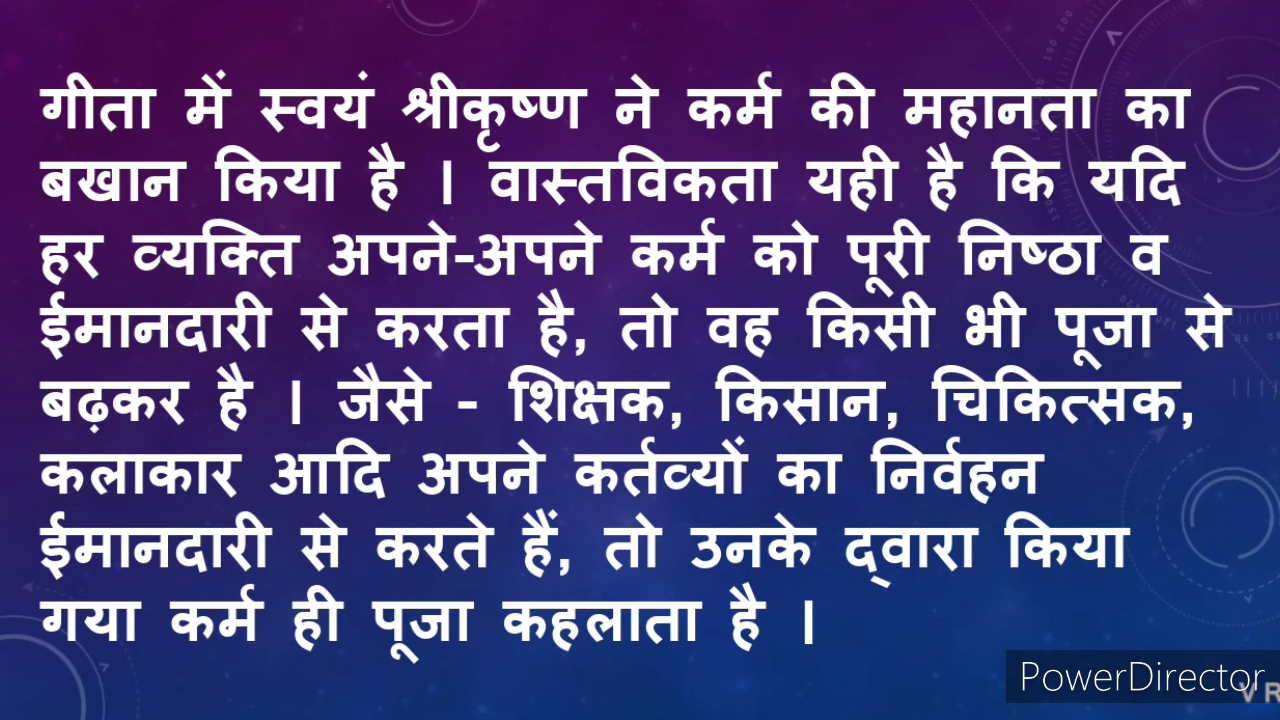 गीता में स्वयं श्रीकृष्ण ने कर्म की महानता का
बखान किया है । वास्तविकता यही है कि यदि
हर व्यक्ति अपने-अपने कर्म को पूरी निष्ठा व
ईमानदारी से करता है, तो वह किसी भी पूजा से
बढ़कर है । जैसे - शिक्षक, किसान, चिकित्सक,
कलाकार आदि अपने कर्तव्यों का निर्वहन
ईमानदारी से करते हैं, तो उनके द्वारा किया
गया कर्म ही पूजा कहलाता है ।
PowerDirector